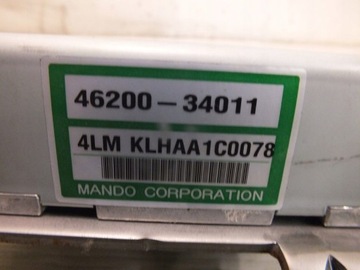 46200-34011
4LM KLHAA1C0078
MANDO CORPORATION